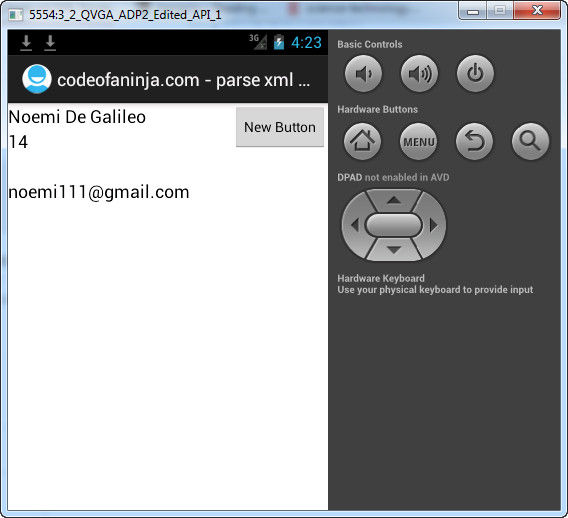 5554:3_2_QVGA_ADP2_Edited_API_1
3G 4:23
codeofaninja.com - parse xml ...
Noemi De Galileo
New Button
14
noemi111@gmail.com
Basic Controls
Hardware Buttons
MENU
DPAD not enabled in AVD
Hardware Keyboard
Use your physical keyboard to provide input